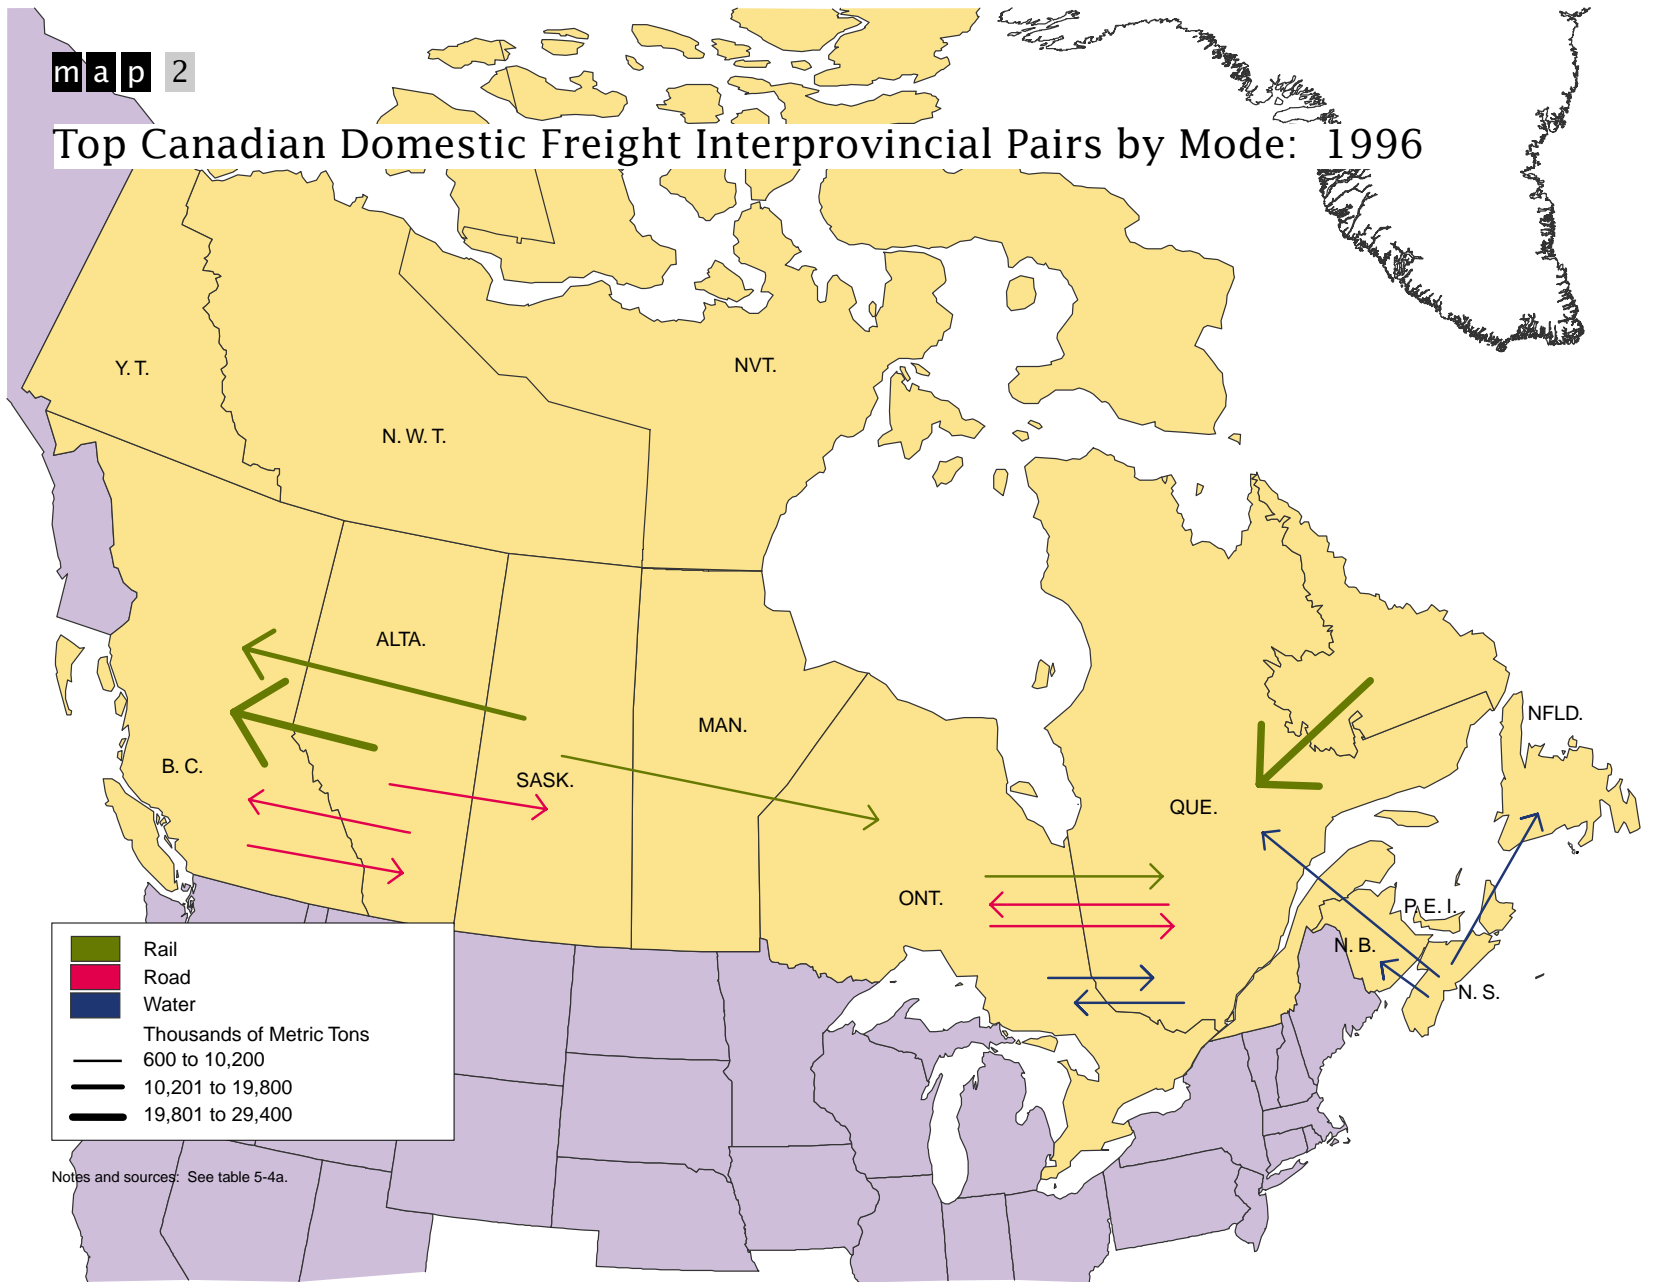 map 2
Top Canadian Domestic Freight Interprovincial Pairs by Mode: 1996
Y. T.
NVT.
N. W. T.
ALTA.
NFLD.
MAN.
B. C.
SASK.
QUE.
ONT.
P. E. I.
N. B.
N. S.
Rail
Road
Water
Thousands of Metric Tons
600 to 10,200
10,201 to 19,800
19,801 to 29,400
Notes and sources: See table 5-4a.